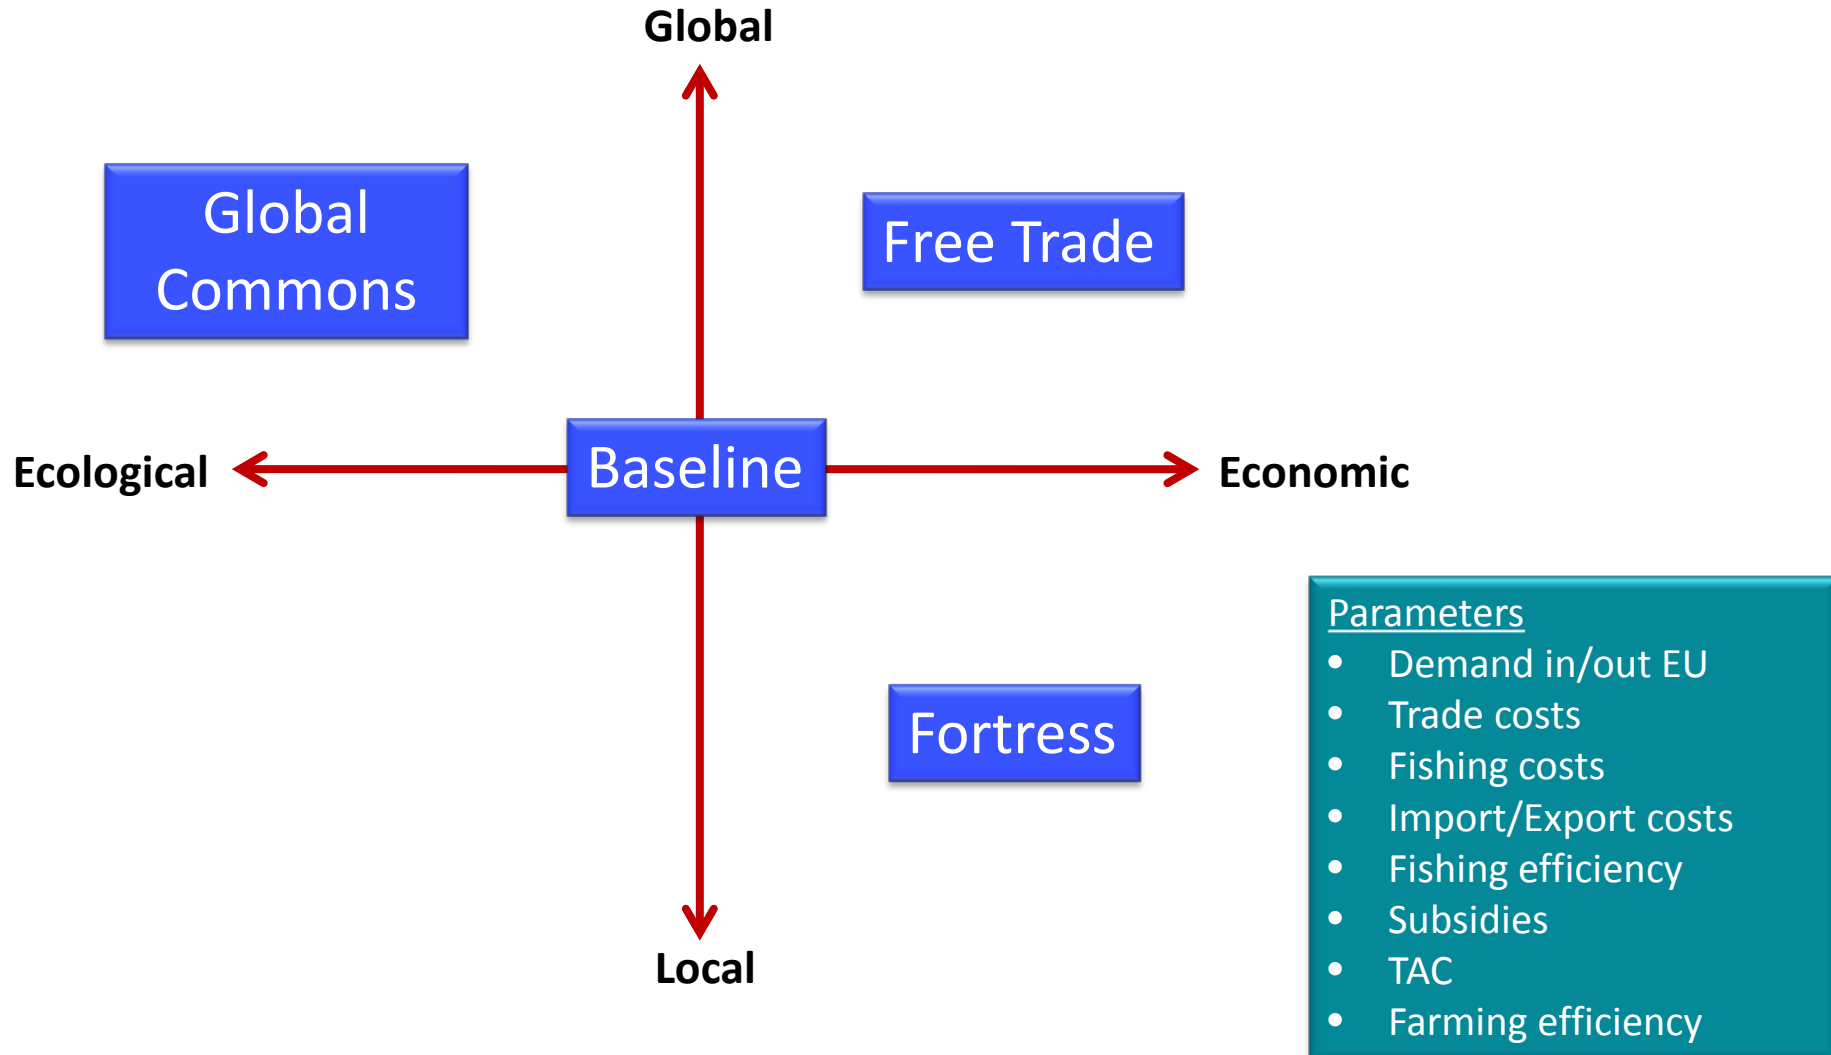 Global
Global
Commons
Free Trade
Ecological
Baseline
Economic
Fortress
Local
Parameters
• Demand in/out EU
• Trade costs
• Fishing costs
• Import/Export costs
• Fishing efficiency
• Subsidies
• TAC
• Farming efficiency